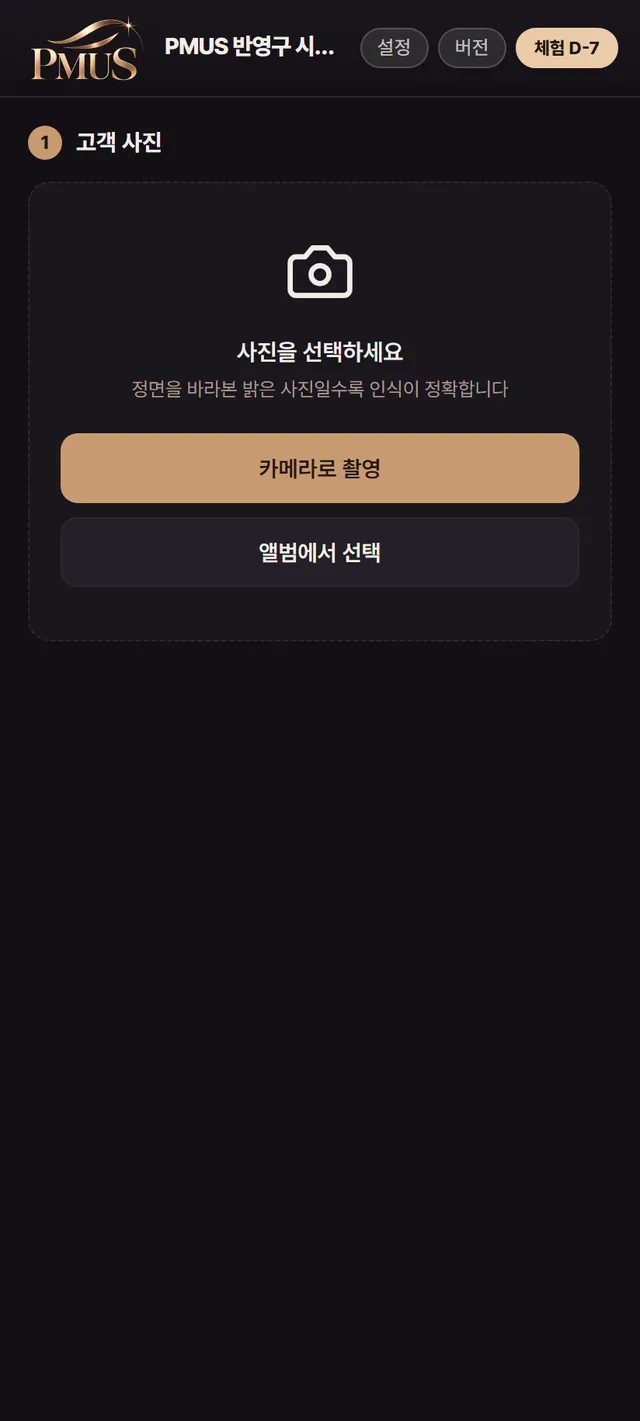 PMUS
PMUS 반영구 시...
설정
버전
체험 D-7
1
고객 사진
사진을 선택하세요
정면을 바라본 밝은 사진일수록 인식이 정확합니다
카메라로 촬영
앨범에서 선택